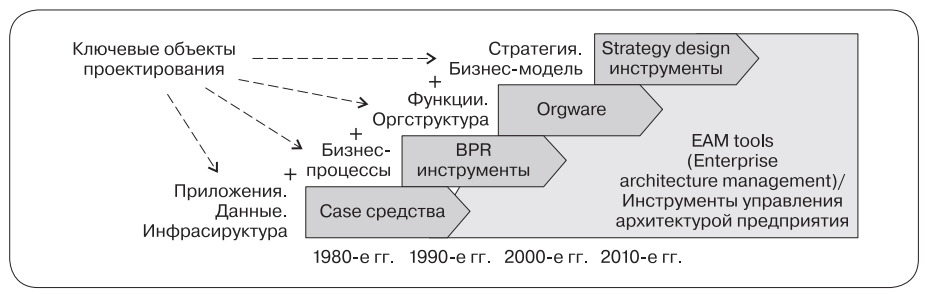 Ключевые объекты
проектирования
Стратегия.
Бизнес-модель
Strategy design
инструменты
+
Функции.
Оргструктура
Orgware
+
Бизнес-
процессы
BPR
инструменты
+
Приложения.
Данные.
Инфрасируктура
Case средства
EAM tools
(Enterprise
architecture management)/
Инструменты управления
архитектурой предприятия
1980-е гг. 1990-е гг. 2000-е гг. 2010-е гг.